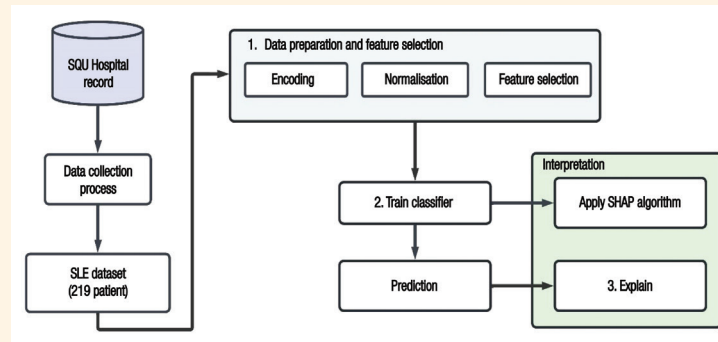 SQU Hospital
record
Data collection
process
SLE dataset
(219 patient)
1. Data preparation and feature selection
Encoding
Normalisation
Feature selection
2. Train classifier
Prediction
Interpretation
Apply SHAP algorithm
3. Explain